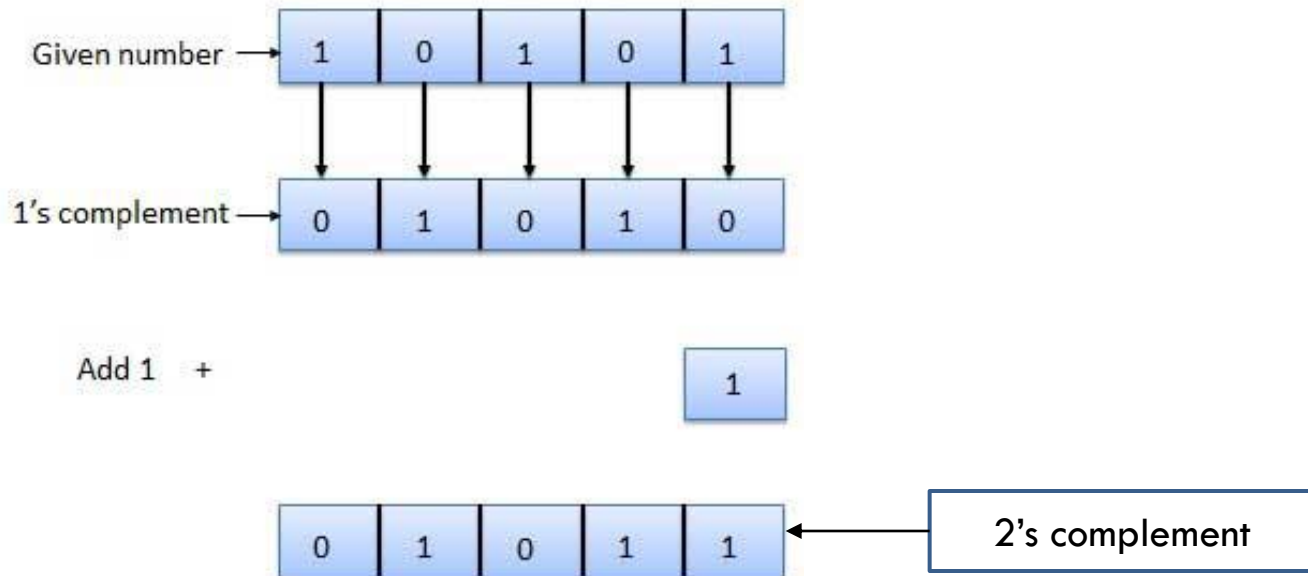 Given number 1 0 1 0 1
1's complement 0 1 0 1 0
Add 1 + 1
0 1 0 1 1 2’s complement